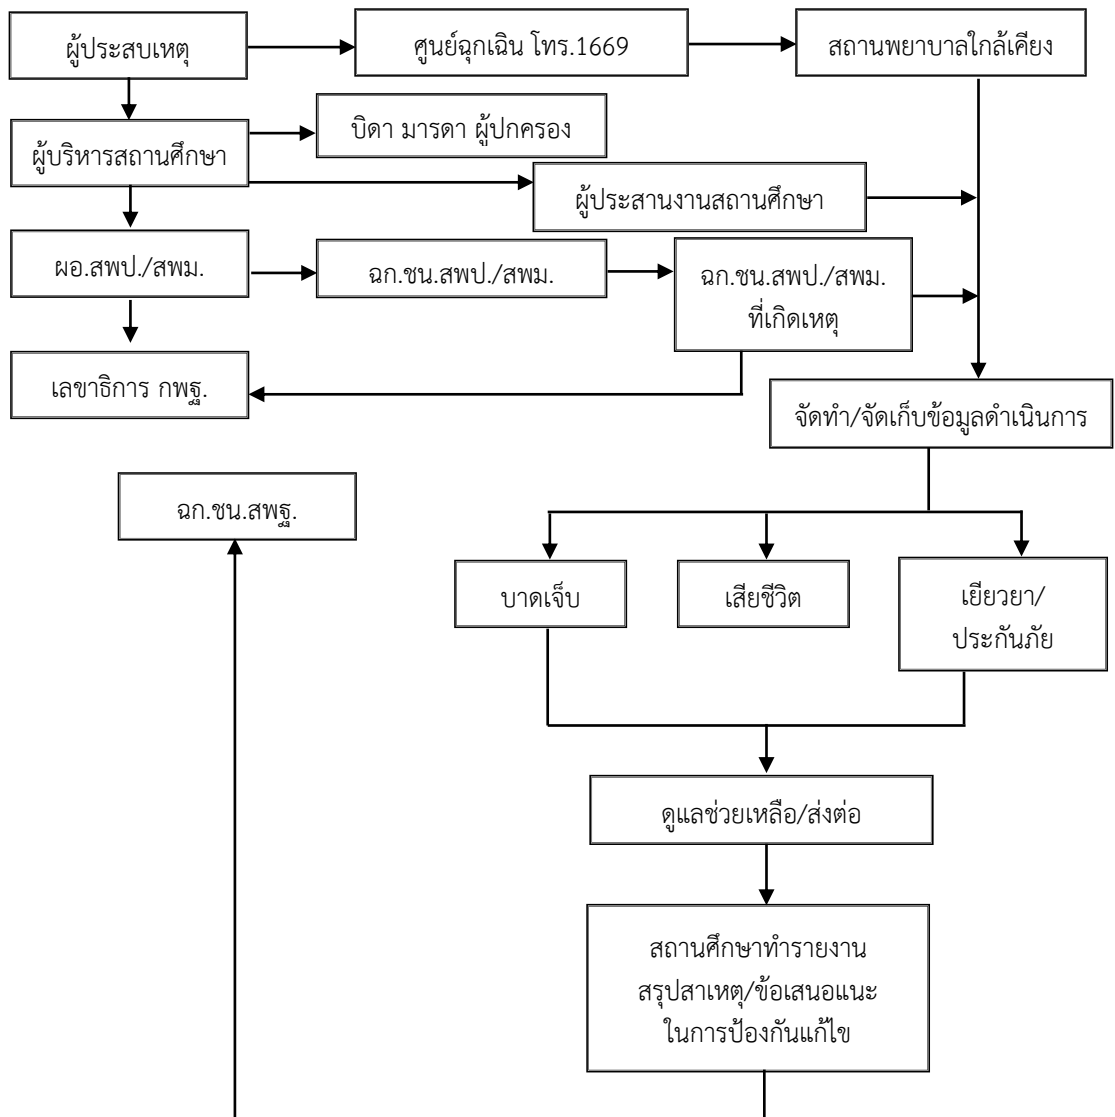 ผู้ประสบเหตุ
ศูนย์ฉุกเฉิน โทร.1669
สถานพยาบาลใกล้เคียง
บิดา มารดา ผู้ปกครอง
ผู้บริหารสถานศึกษา
ผู้ประสานงานสถานศึกษา
ผอ.สพป./สพม.
ฉก.ชน.สพป./สพม.
ฉก.ชน.สพป./สพม.
ที่เกิดเหตุ
เลขาธิการ กพฐ.
จัดทำ/จัดเก็บข้อมูลดำเนินการ
ฉก.ชน.สพฐ.
บาดเจ็บ
เสียชีวิต
เยียวยา/
ประกันภัย
ดูแลช่วยเหลือ/ส่งต่อ
สถานศึกษาทำรายงาน
สรุปสาเหตุ/ข้อเสนอแนะ
ในการป้องกันแก้ไข